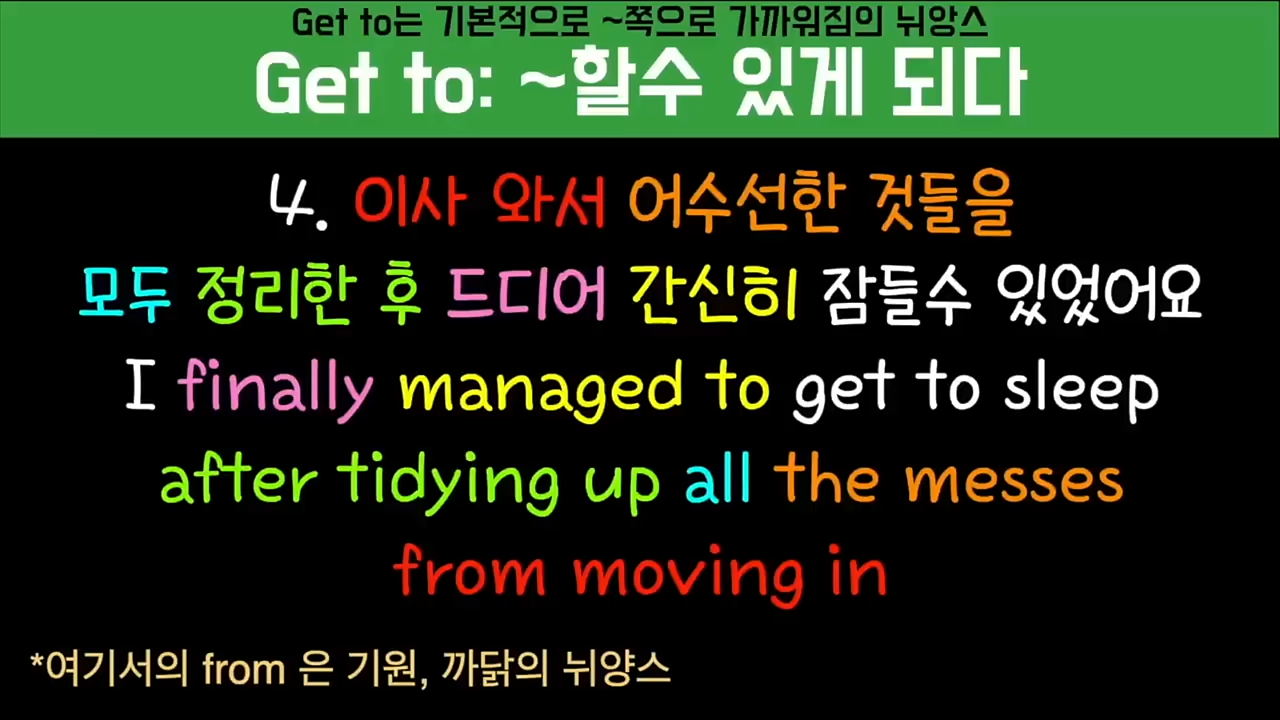 Get to는 기본적으로 ~쪽으로 가까워짐의 뉘앙스
Get to: ~할수 있게 되다
4. 이사 와서 어수선한 것들을
모두 정리한 후 드디어 간신히 잠들수 있었어요
I finally managed to get to sleep
after tidying up all the messes
from moving in
*여기서의 from 은 기원, 까닭의 뉘양스